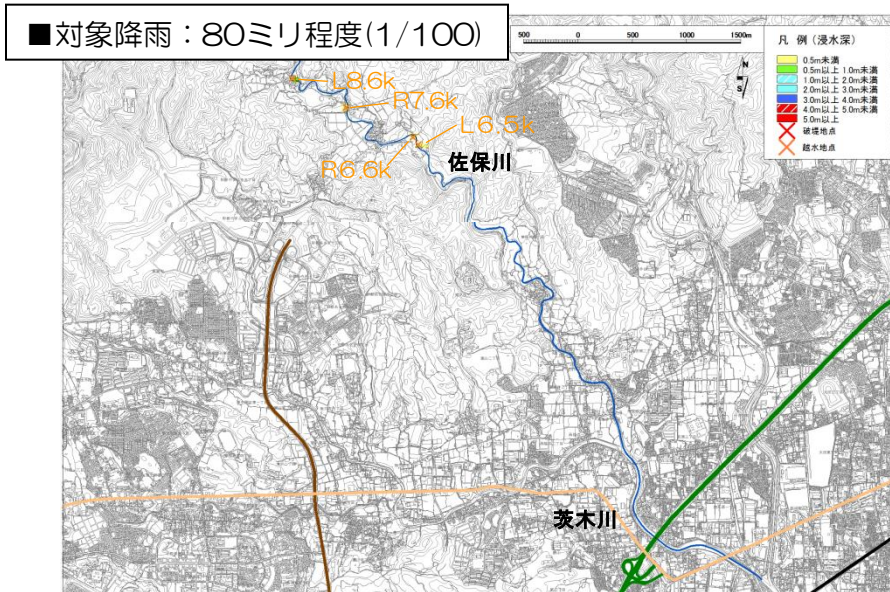 ■対象降雨：80ミリ程度(1/100)
500 0 500 1000 1500m
N
S
凡 例 (浸水深)
0.5m未満
0.5m以上 1.0m未満
1.0m以上 2.0m未満
2.0m以上 3.0m未満
3.0m以上 4.0m未満
4.0m以上 5.0m未満
5.0m以上
破堤地点
越水地点
L8.6k
R7.6k
L6.5k
R6.6k
佐保川
茨木川